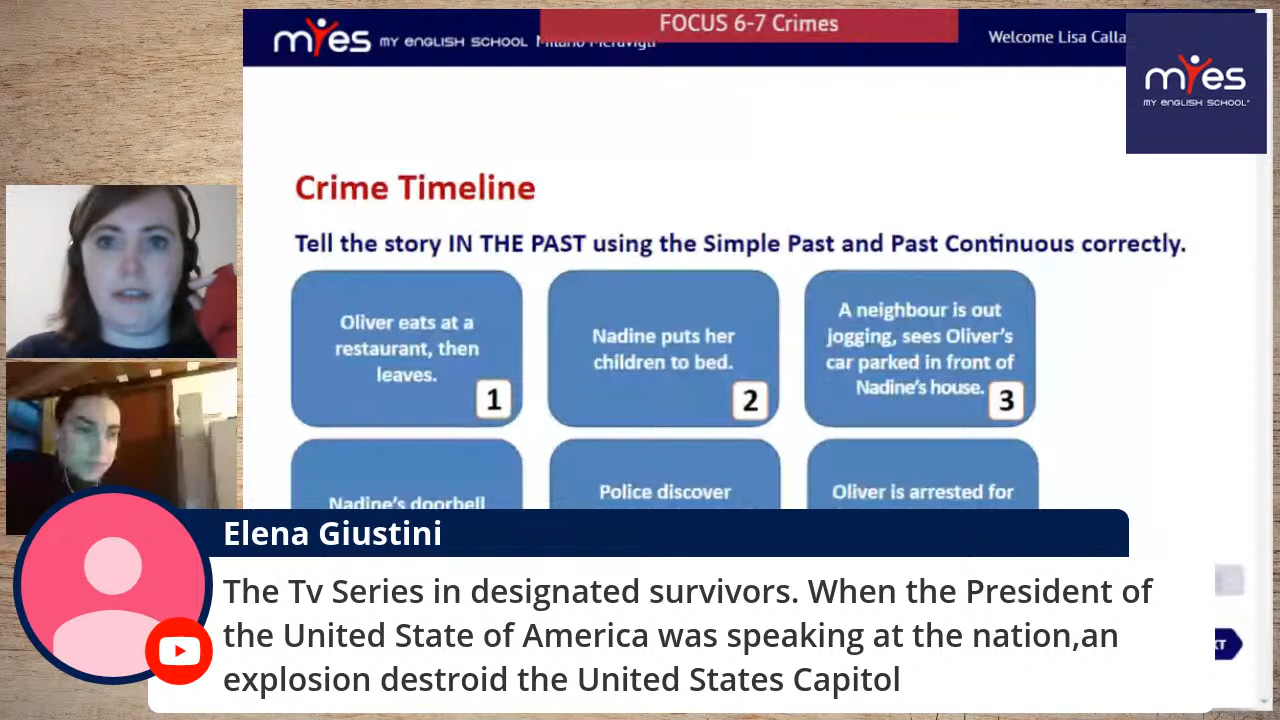 FOCUS 6-7 Crimes
myes MY ENGLISH SCHOOL Milano Meravigli
Welcome Lisa Calla
myes
MY ENGLISH SCHOOL
Crime Timeline
Tell the story IN THE PAST using the Simple Past and Past Continuous correctly.
Oliver eats at a
restaurant, then
leaves.
1
Nadine puts her
children to bed.
2
A neighbour is out
jogging, sees Oliver's
car parked in front of
Nadine's house.
3
Nadine's doorbell
Police discover
Oliver is arrested for
Elena Giustini
The Tv Series in designated survivors. When the President of
the United State of America was speaking at the nation,an
explosion destroid the United States Capitol